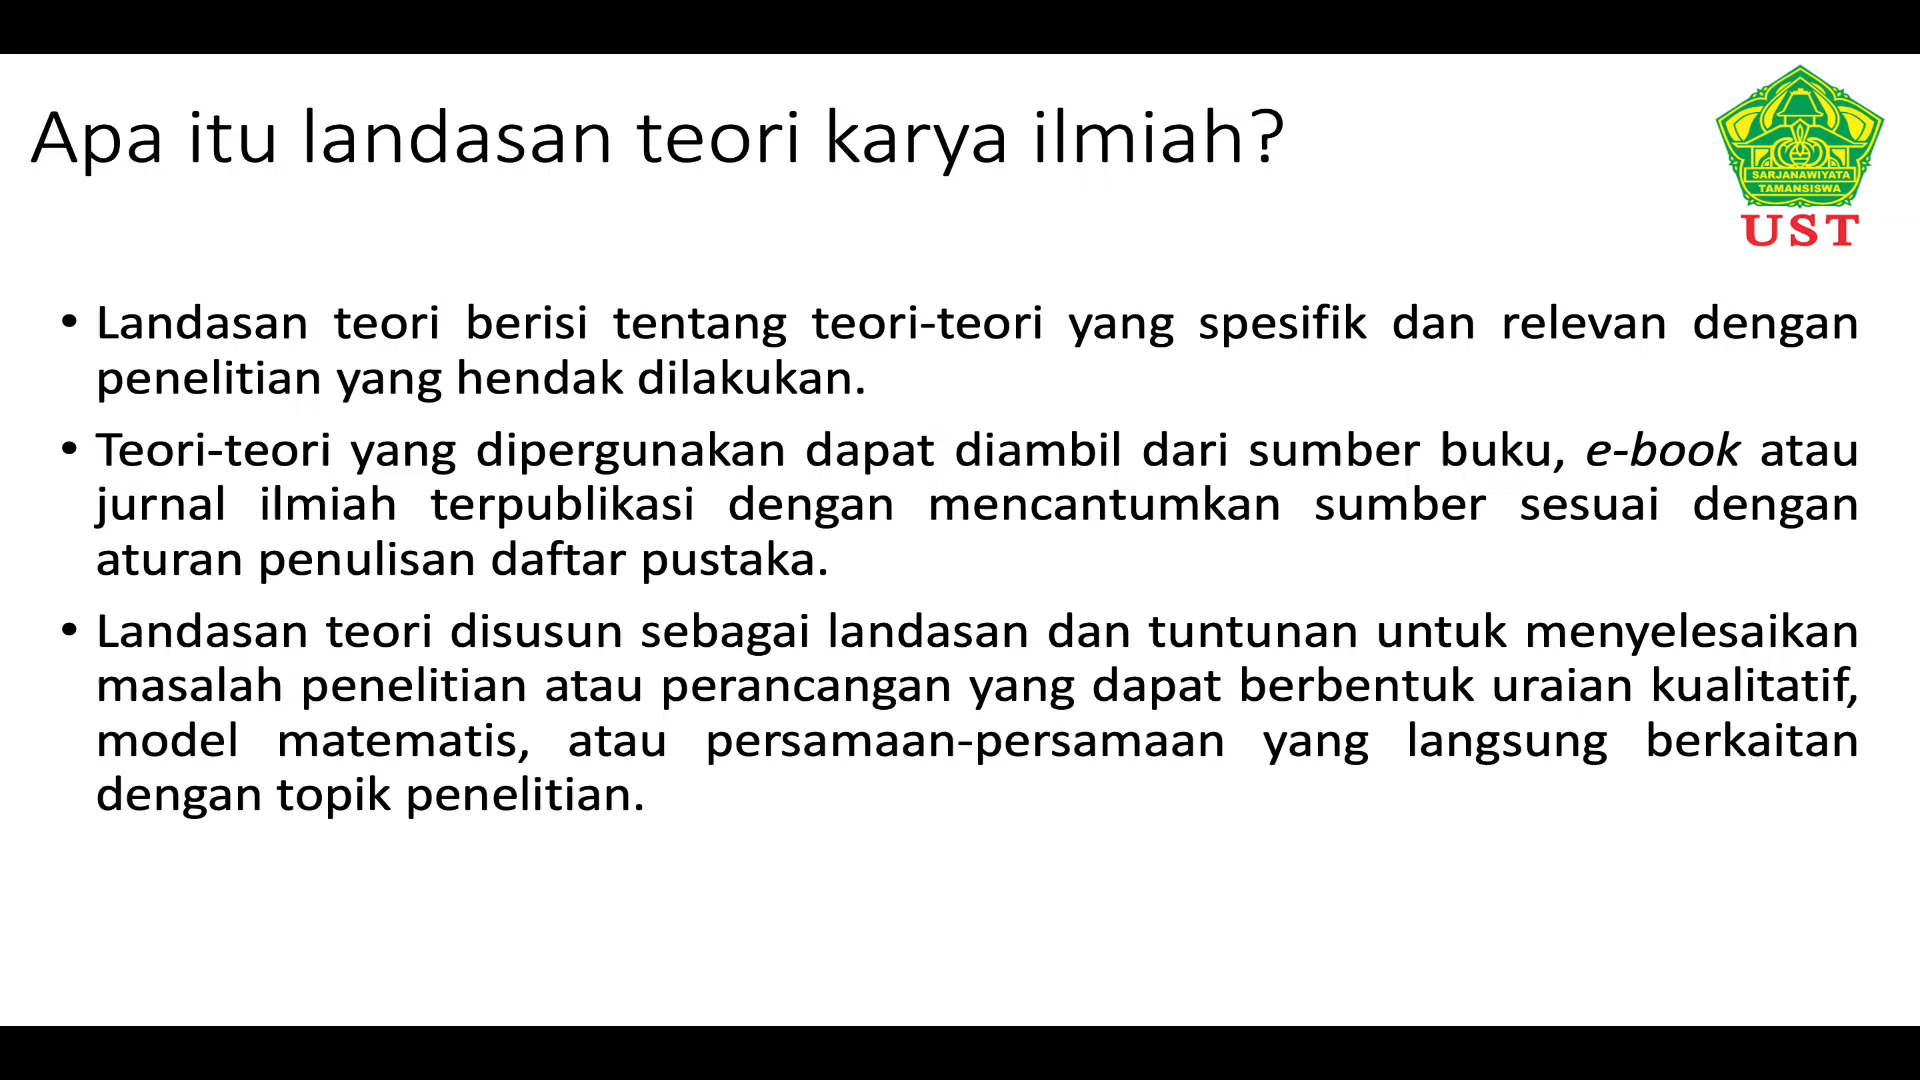 Apa itu landasan teori karya ilmiah?
SARJANAWIYATA
TAMANSISWA
UST
• Landasan teori berisi tentang teori-teori yang spesifik dan relevan dengan
penelitian yang hendak dilakukan.
• Teori-teori yang dipergunakan dapat diambil dari sumber buku, e-book atau
jurnal ilmiah terpublikasi dengan mencantumkan sumber sesuai dengan
aturan penulisan daftar pustaka.
• Landasan teori disusun sebagai landasan dan tuntunan untuk menyelesaikan
masalah penelitian atau perancangan yang dapat berbentuk uraian kualitatif,
model matematis, atau persamaan-persamaan yang langsung berkaitan
dengan topik penelitian.